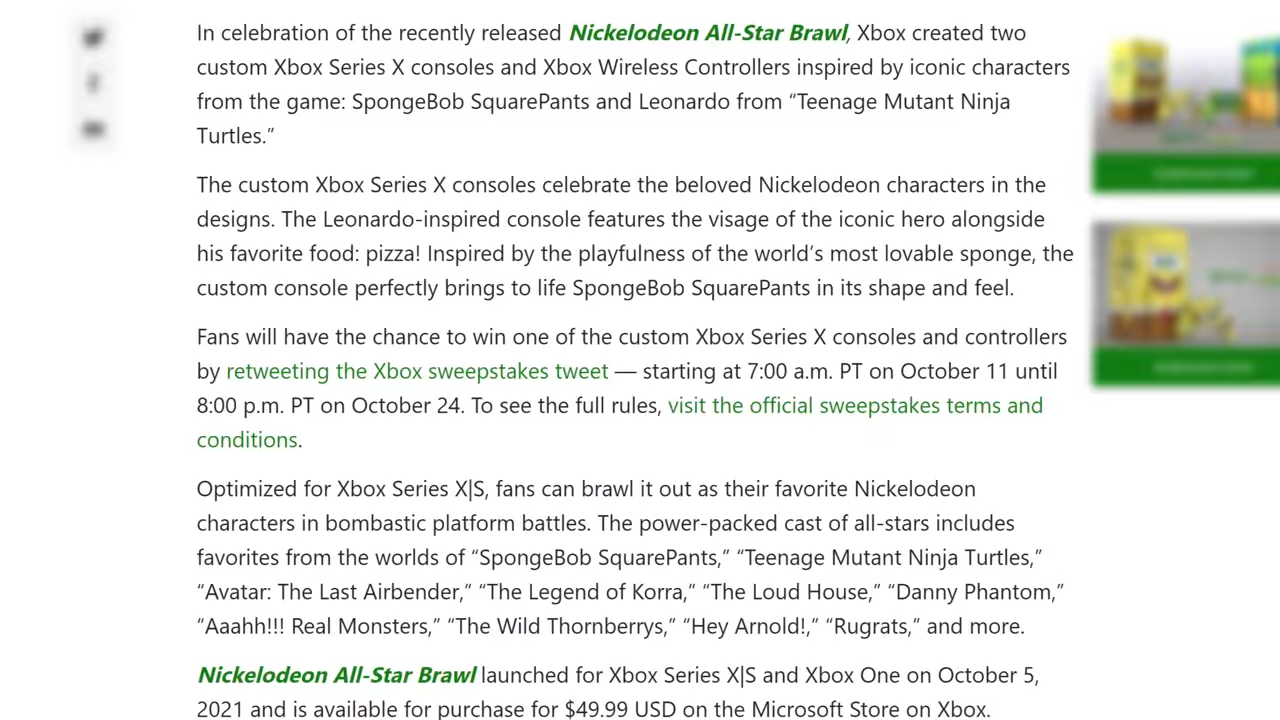 In celebration of the recently released Nickelodeon All-Star Brawl, Xbox created two
custom Xbox Series X consoles and Xbox Wireless Controllers inspired by iconic characters
from the game: SpongeBob SquarePants and Leonardo from “Teenage Mutant Ninja
Turtles.”
The custom Xbox Series X consoles celebrate the beloved Nickelodeon characters in the
designs. The Leonardo-inspired console features the visage of the iconic hero alongside
his favorite food: pizza! Inspired by the playfulness of the world’s most lovable sponge, the
custom console perfectly brings to life SpongeBob SquarePants in its shape and feel.
Fans will have the chance to win one of the custom Xbox Series X consoles and controllers
by retweeting the Xbox sweepstakes tweet — starting at 7:00 a.m. PT on October 11 until
8:00 p.m. PT on October 24. To see the full rules, visit the official sweepstakes terms and
conditions.
Optimized for Xbox Series X|S, fans can brawl it out as their favorite Nickelodeon
characters in bombastic platform battles. The power-packed cast of all-stars includes
favorites from the worlds of “SpongeBob SquarePants,” “Teenage Mutant Ninja Turtles,”
“Avatar: The Last Airbender,” “The Legend of Korra,” “The Loud House,” “Danny Phantom,”
“Aaahh!!! Real Monsters,” “The Wild Thornberrys,” “Hey Arnold!,” “Rugrats,” and more.
Nickelodeon All-Star Brawl launched for Xbox Series X|S and Xbox One on October 5,
2021 and is available for purchase for $49.99 USD on the Microsoft Store on Xbox.